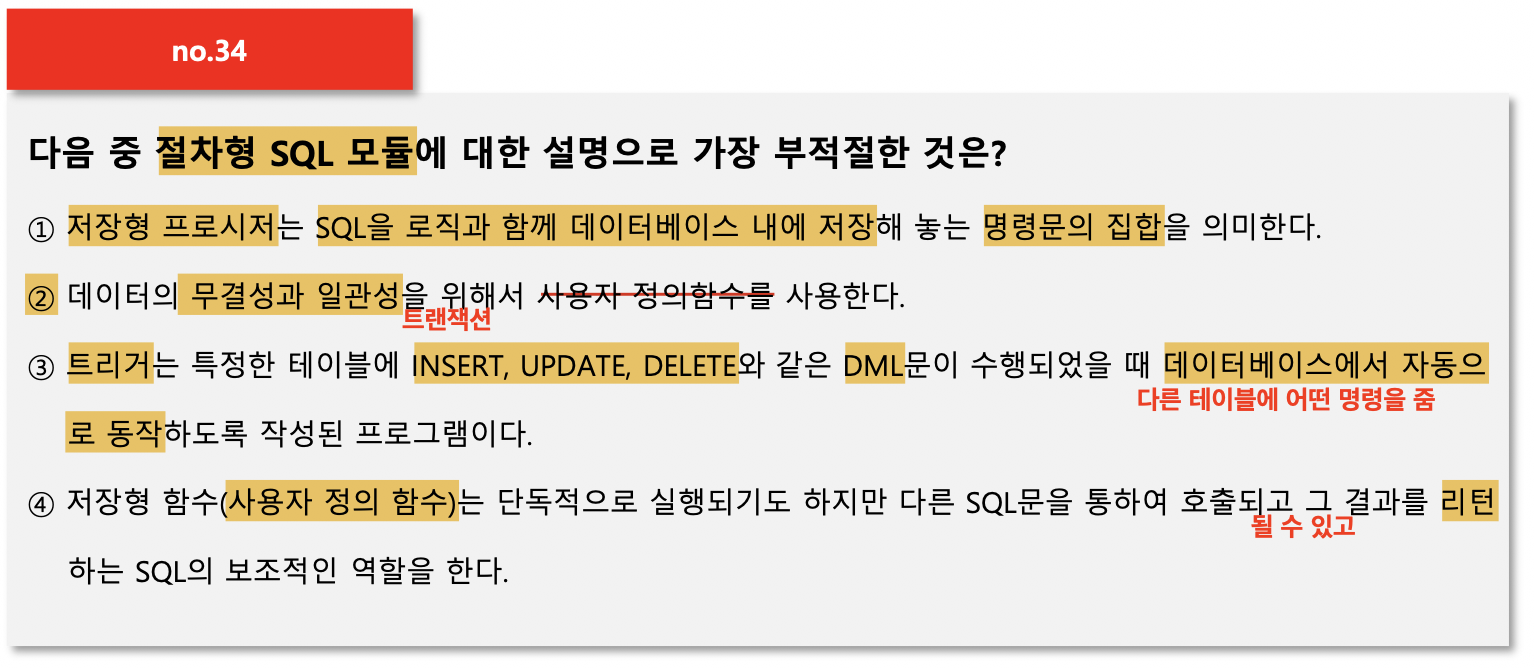 no.34
다음 중 절차형 SQL 모듈에 대한 설명으로 가장 부적절한 것은?
① 저장형 프로시저는 SQL을 로직과 함께 데이터베이스 내에 저장해 놓는 명령문의 집합을 의미한다.
② 데이터의 무결성과 일관성을 위해서 사용자 정의함수를 사용한다.
트랜잭션
③ 트리거는 특정한 테이블에 INSERT, UPDATE, DELETE와 같은 DML문이 수행되었을 때 데이터베이스에서 자동으
다른 테이블에 어떤 명령을 줌
로 동작하도록 작성된 프로그램이다.
④ 저장형 함수(사용자 정의 함수)는 단독적으로 실행되기도 하지만 다른 SQL문을 통하여 호출되고 그 결과를 리턴
될 수 있고
하는 SQL의 보조적인 역할을 한다.